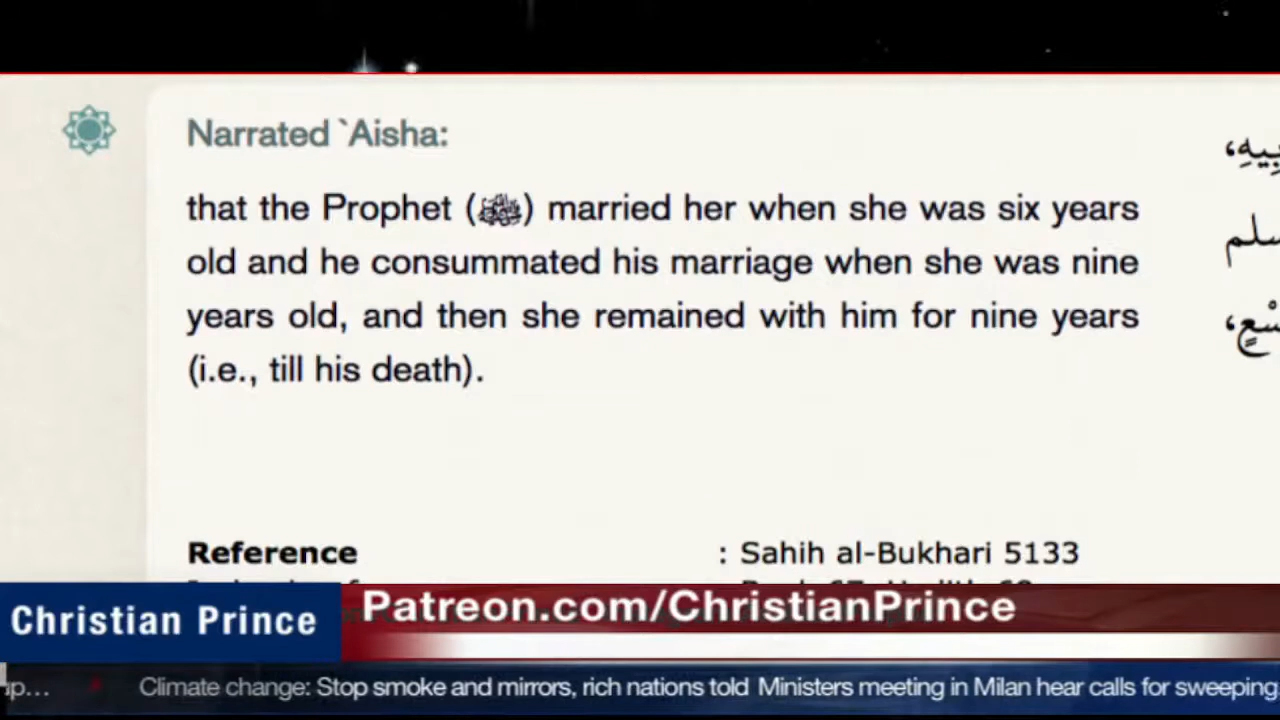 Narrated `Aisha:
that the Prophet (ﷺ) married her when she was six years
old and he consummated his marriage when she was nine
years old, and then she remained with him for nine years
(i.e., till his death).
سلم
Reference : Sahih al-Bukhari 5133
Christian Prince
Patreon.com/ChristianPrince
Climate change: Stop smoke and mirrors, rich nations told Ministers meeting in Milan hear calls for sweeping